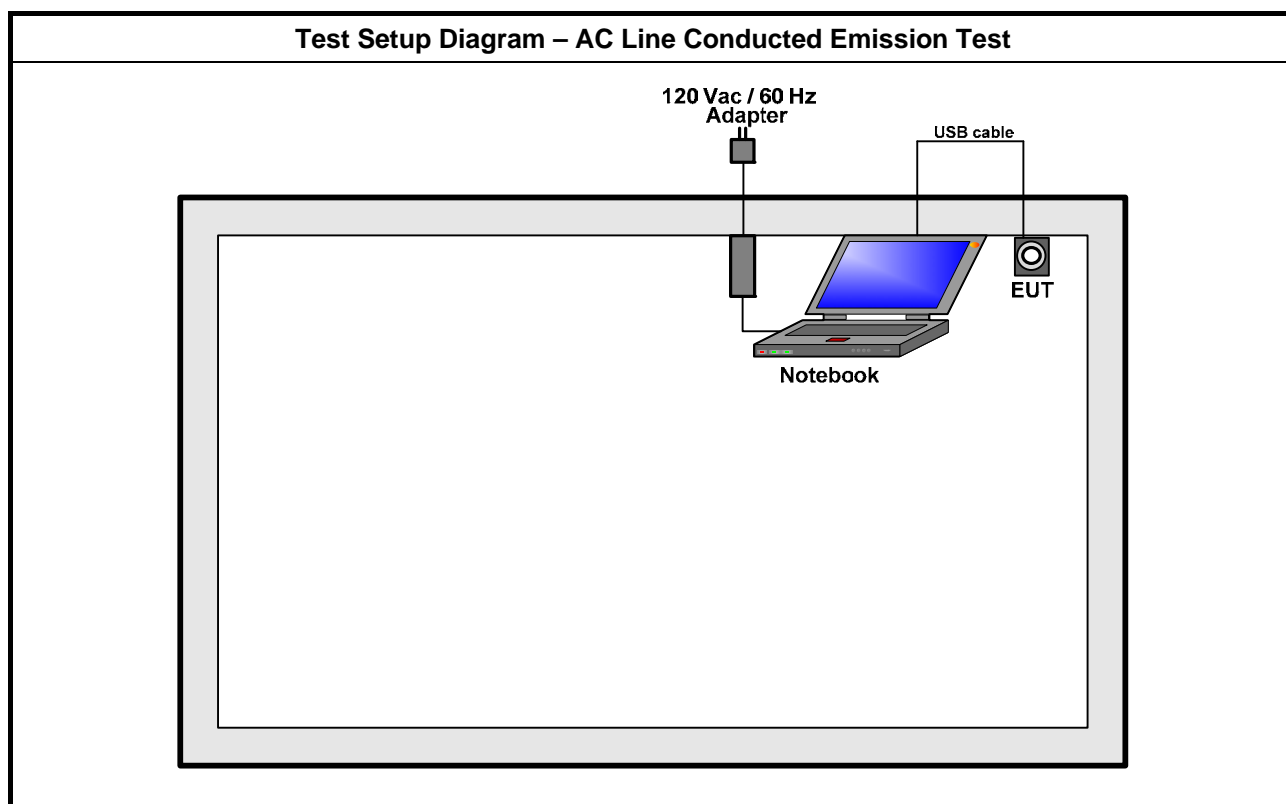 Test Setup Diagram – AC Line Conducted Emission Test
120 Vac / 60 Hz
Adapter
USB cable
EUT
Notebook